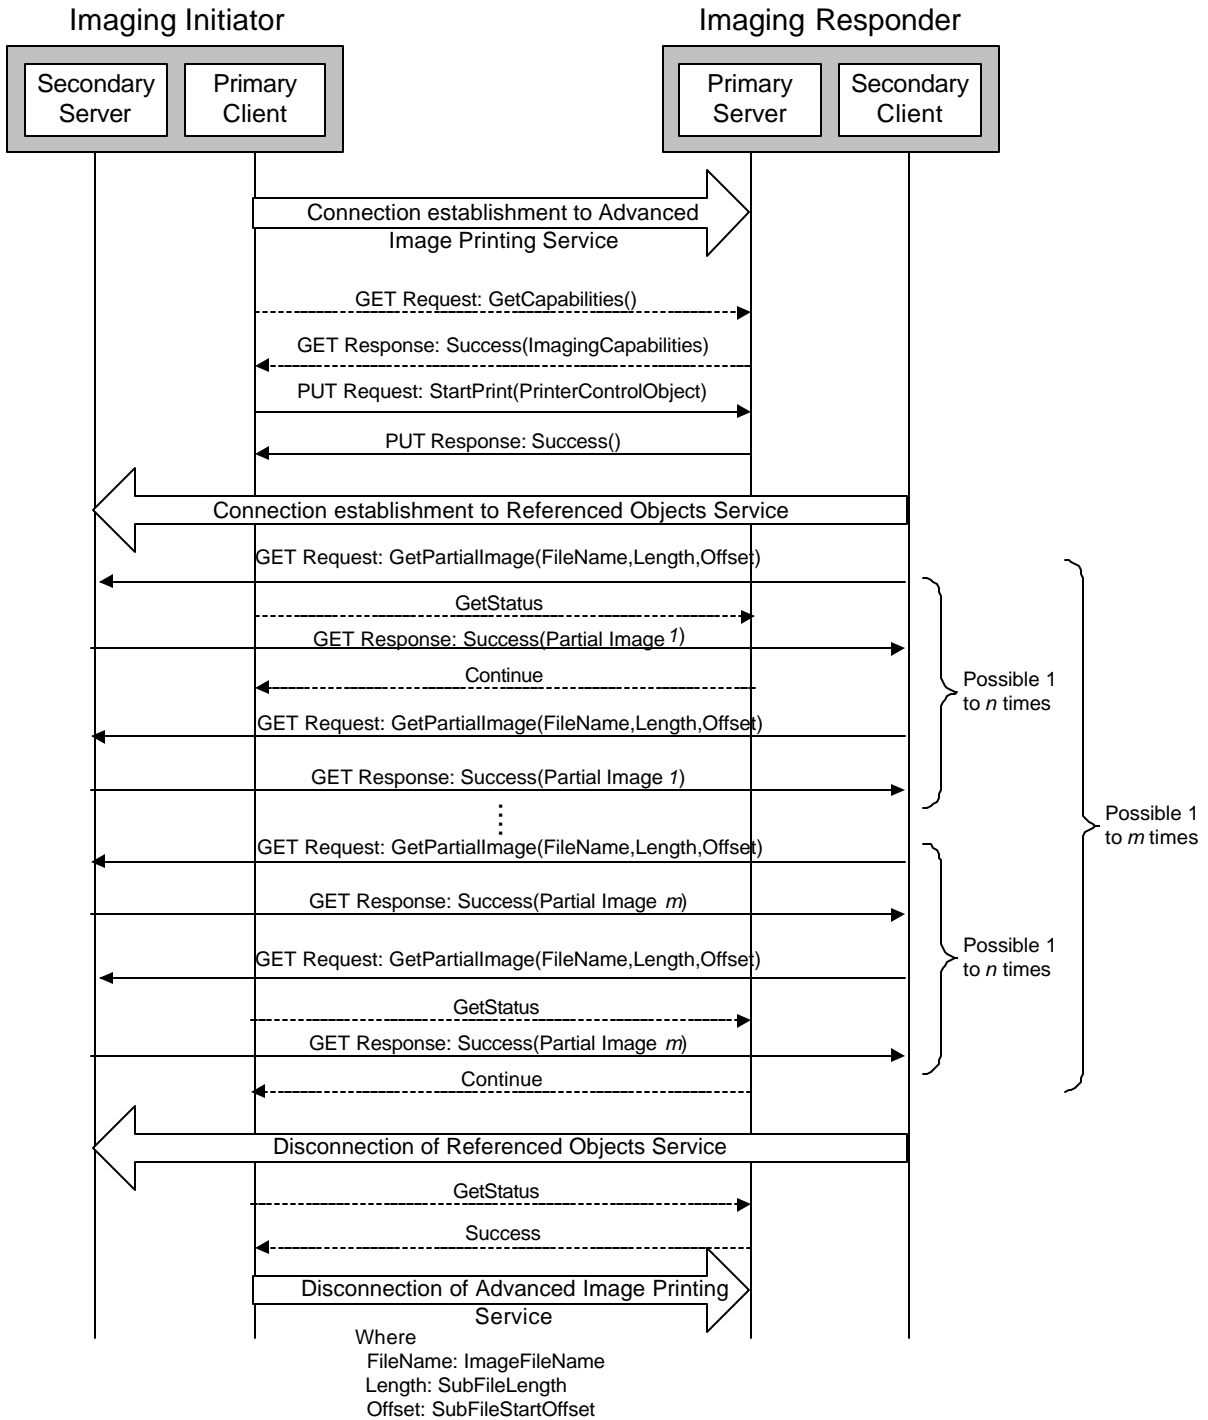 Imaging Initiator
Imaging Responder
Secondary
Server
Primary
Client
Primary
Server
Secondary
Client
Connection establishment to Advanced
Image Printing Service
GET Request: GetCapabilities()
GET Response: Success(ImagingCapabilities)
PUT Request: StartPrint(PrinterControlObject)
PUT Response: Success()
Connection establishment to Referenced Objects Service
GET Request: GetPartialImage(FileName,Length,Offset)
GetStatus
GET Response: Success(Partial Image 1)
Continue
Possible 1
to n times
GET Request: GetPartialImage(FileName,Length,Offset)
GET Response: Success(Partial Image 1)
Possible 1
to m times
GET Request: GetPartialImage(FileName,Length,Offset)
GET Response: Success(Partial Image m)
Possible 1
to n times
GET Request: GetPartialImage(FileName,Length,Offset)
GetStatus
GET Response: Success(Partial Image m)
Continue
Disconnection of Referenced Objects Service
GetStatus
Success
Disconnection of Advanced Image Printing
Service
Where
FileName: ImageFileName
Length: SubFileLength
Offset: SubFileStartOffset